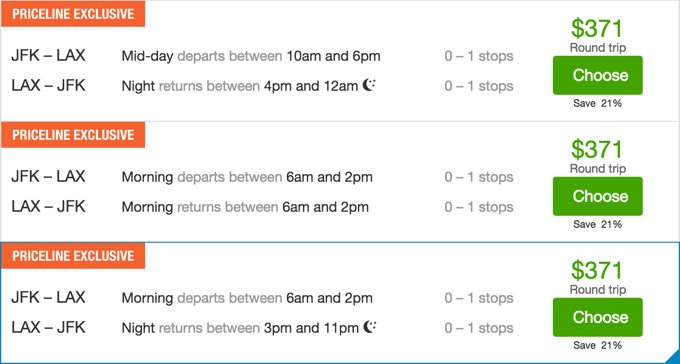 PRICELINE EXCLUSIVE
$371
Round trip
JFK – LAX Mid-day departs between 10am and 6pm 0 – 1 stops
Choose
LAX – JFK Night returns between 4pm and 12am 0 – 1 stops
Save 21%
PRICELINE EXCLUSIVE
$371
Round trip
JFK – LAX Morning departs between 6am and 2pm 0 – 1 stops
Choose
LAX – JFK Morning returns between 6am and 2pm 0 – 1 stops
Save 21%
PRICELINE EXCLUSIVE
$371
Round trip
JFK – LAX Morning departs between 6am and 2pm 0 – 1 stops
Choose
LAX – JFK Night returns between 3pm and 11pm 0 – 1 stops
Save 21%